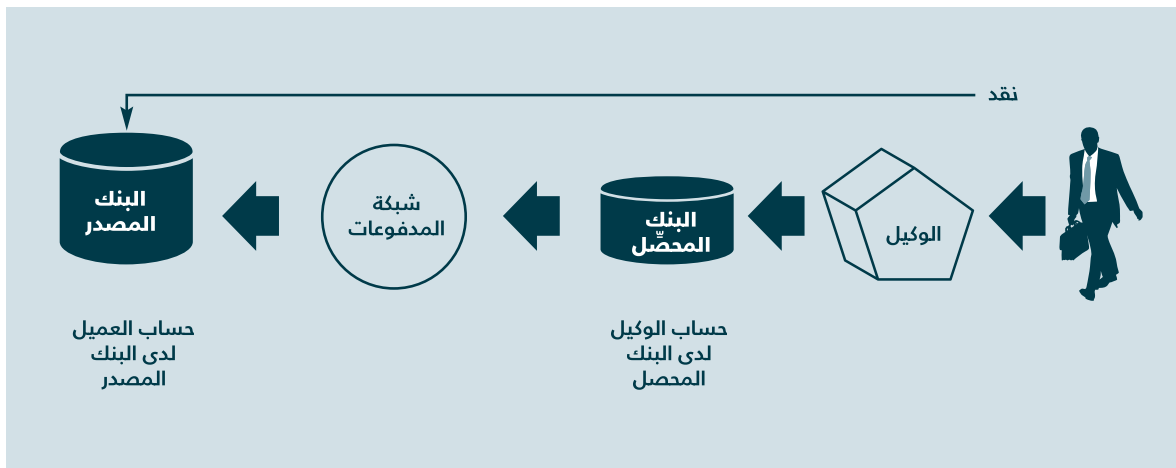 نقد
الوكيل
البنك
المحصِّل
شبكة
المدفوعات
البنك
المصدر
حساب الوكيل
لدى البنك
المحصل
حساب العميل
لدى البنك
المصدر